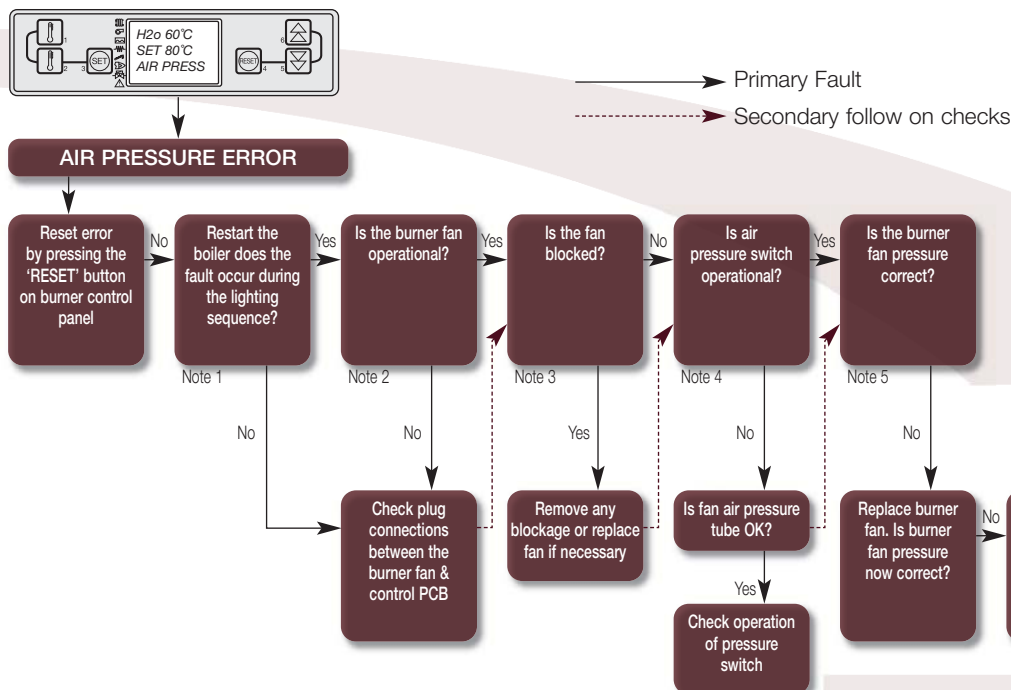 H2o 60°C
SET 80°C
AIR PRESS
1
2
3
SET
RESET
4
5
6
Primary Fault
Secondary follow on checks
AIR PRESSURE ERROR
Reset error
by pressing the
‘RESET’ button
on burner control
panel
No
Restart the
boiler does the
fault occur during
the lighting
sequence?
Yes
Is the burner fan
operational?
Yes
Is the fan
blocked?
No
Is air
pressure switch
operational?
Yes
Is the burner
fan pressure
correct?
Note 1
Note 2
Note 3
Note 4
Note 5
No
No
Yes
No
No
Check plug
connections
between the
burner fan &
control PCB
Remove any
blockage or replace
fan if necessary
Is fan air pressure
tube OK?
Replace burner
fan. Is burner
fan pressure
now correct?
No
Yes
Check operation
of pressure
switch